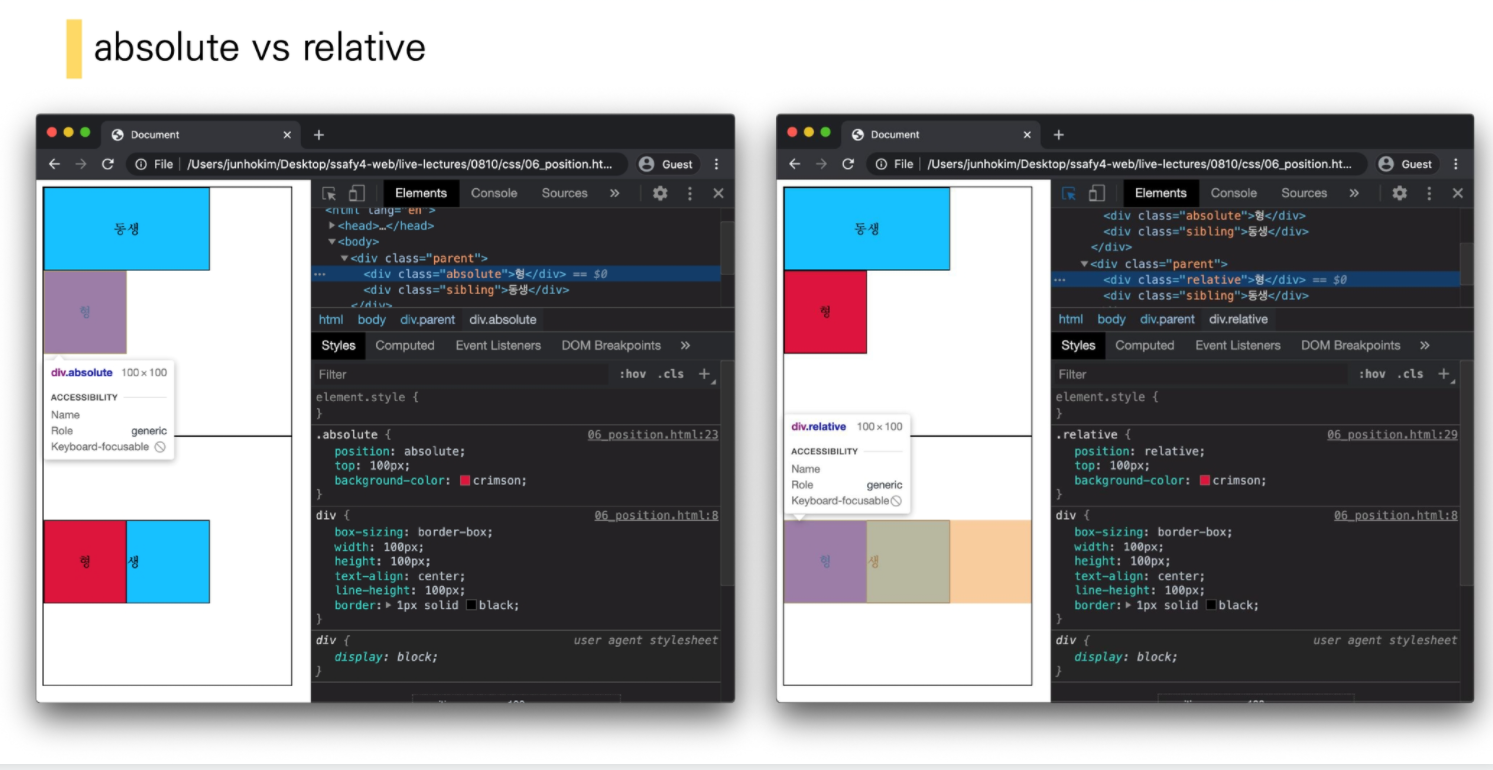 absolute vs relative
Document
File /Users/junhokim/Desktop/ssafy4-web/live-lectures/0810/css/06_position.ht... Guest
동생
형
div.absolute 100 × 100
ACCESSIBILITY
Name
Role generic
Keyboard-focusable
형 생
Elements Console Sources »
<html lang="en">
▶<head>…</head>
▼<body>
▼<div class="parent">
··· <div class="absolute">형</div> == $0
<div class="sibling">동생</div>
</div>
html body div.parent div.absolute
Styles Computed Event Listeners DOM Breakpoints »
Filter :hov .cls +
element.style {
}
.absolute { 06_position.html:23
position: absolute;
top: 100px;
background-color: crimson;
}
div { 06_position.html:8
box-sizing: border-box;
width: 100px;
height: 100px;
text-align: center;
line-height: 100px;
border:▶ 1px solid black;
}
div { user agent stylesheet
display: block;
}
Document
File /Users/junhokim/Desktop/ssafy4-web/live-lectures/0810/css/06_position.ht... Guest
동생
형
div.relative 100 × 100
ACCESSIBILITY
Name
Role generic
Keyboard-focusable
형 생
Elements Console Sources »
<div class="absolute">형</div>
<div class="sibling">동생</div>
</div>
▼<div class="parent">
··· <div class="relative">형</div> == $0
<div class="sibling">동생</div>
html body div.parent div.relative
Styles Computed Event Listeners DOM Breakpoints »
Filter :hov .cls +
element.style {
}
.relative { 06_position.html:29
position: relative;
top: 100px;
background-color: crimson;
}
div { 06_position.html:8
box-sizing: border-box;
width: 100px;
height: 100px;
text-align: center;
line-height: 100px;
border:▶ 1px solid black;
}
div { user agent stylesheet
display: block;
}